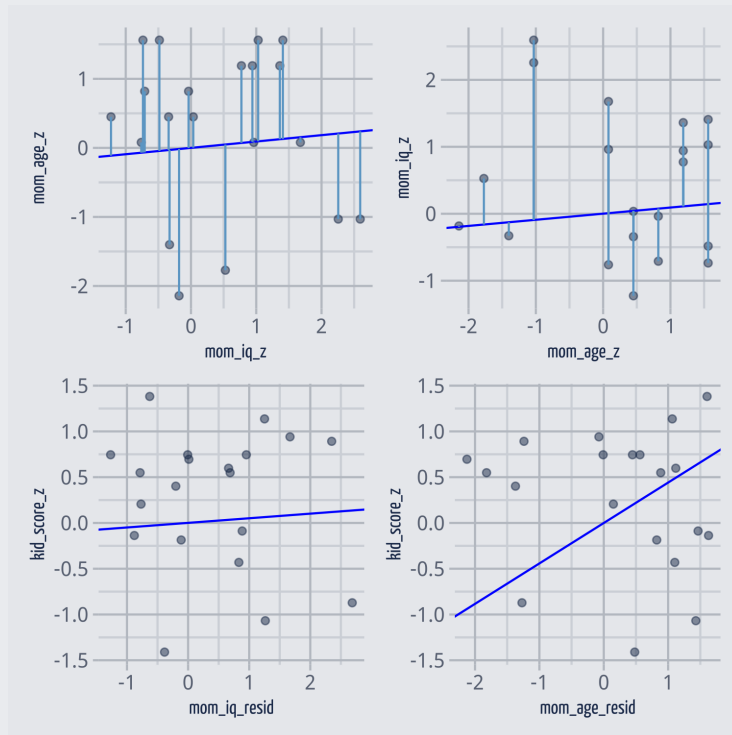 1
0
-1
-2
mom_age_z
-1 0 1 2
mom_iq_z
2
1
0
-1
mom_iq_z
-2 -1 0 1
mom_age_z
1.5
1.0
0.5
0.0
-0.5
-1.0
-1.5
kid_score_z
-1 0 1 2
mom_iq_resid
1.5
1.0
0.5
0.0
-0.5
-1.0
-1.5
kid_score_z
-2 -1 0 1
mom_age_resid